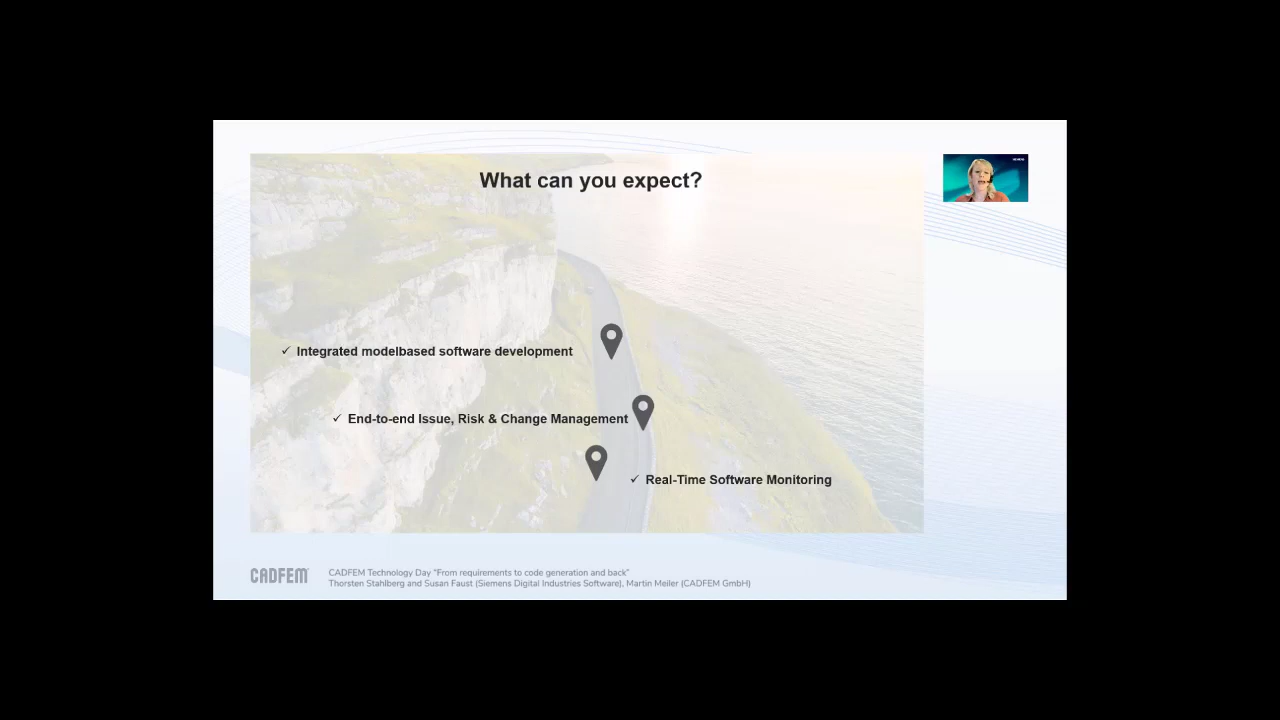 What can you expect?
✓ Integrated modelbased software development
✓ End-to-end Issue, Risk & Change Management
✓ Real-Time Software Monitoring
CADFEM
CADFEM Technology Day "From requirements to code generation and back"
Thorsten Stahlberg and Susan Faust (Siemens Digital Industries Software), Martin Meiler (CADFEM GmbH)